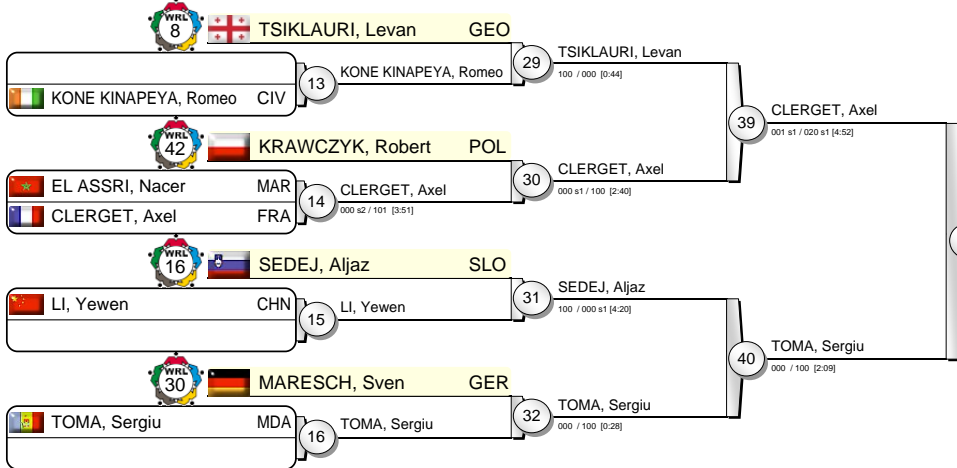 WRL
8
TSIKLAURI, Levan GEO
KONE KINAPEYA, Romeo CIV
13
KONE KINAPEYA, Romeo
29
TSIKLAURI, Levan
100 / 000 [0:44]
WRL
42
KRAWCZYK, Robert POL
EL ASSRI, Nacer MAR
CLERGET, Axel FRA
14
CLERGET, Axel
000 s2 / 101 [3:51]
30
CLERGET, Axel
000 s1 / 100 [2:40]
39
CLERGET, Axel
001 s1 / 020 s1 [4:52]
WRL
16
SEDEJ, Aljaz SLO
LI, Yewen CHN
15
LI, Yewen
31
SEDEJ, Aljaz
100 / 000 s1 [4:20]
WRL
30
MARESCH, Sven GER
TOMA, Sergiu MDA
16
TOMA, Sergiu
32
TOMA, Sergiu
000 / 100 [0:28]
40
TOMA, Sergiu
000 / 100 [2:09]